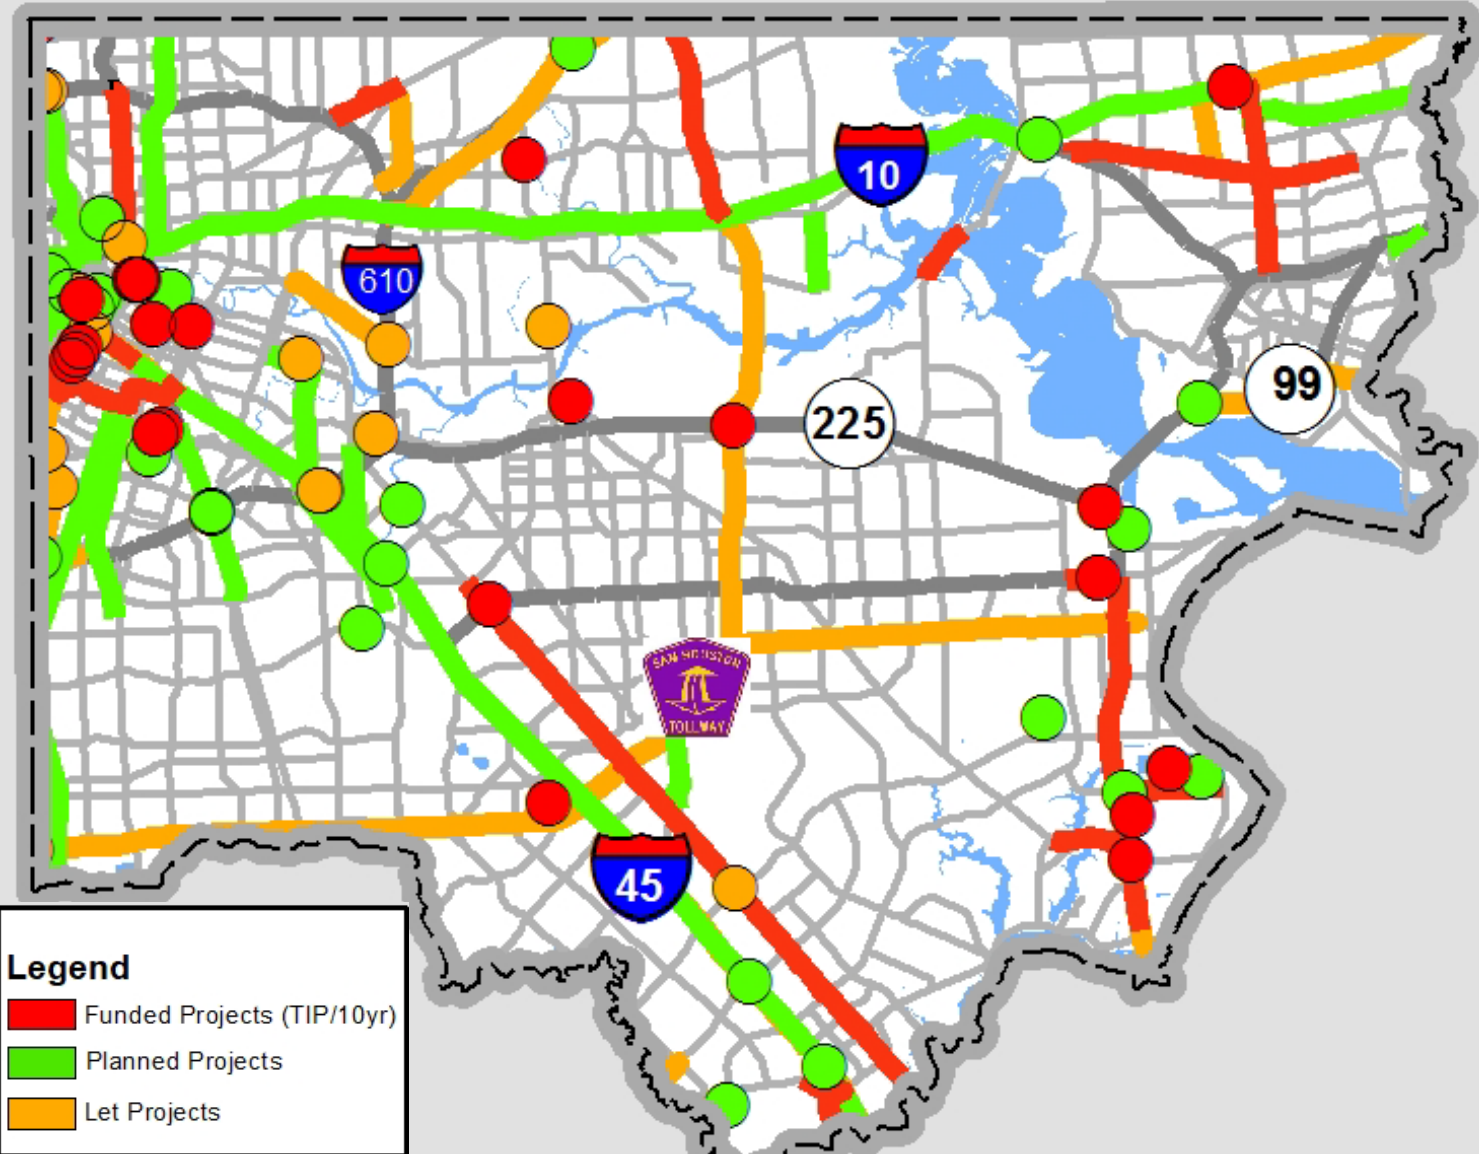 10
610
99
225
SAM HOUSTON
TOLLWAY
45
Legend
Funded Projects (TIP/10yr)
Planned Projects
Let Projects